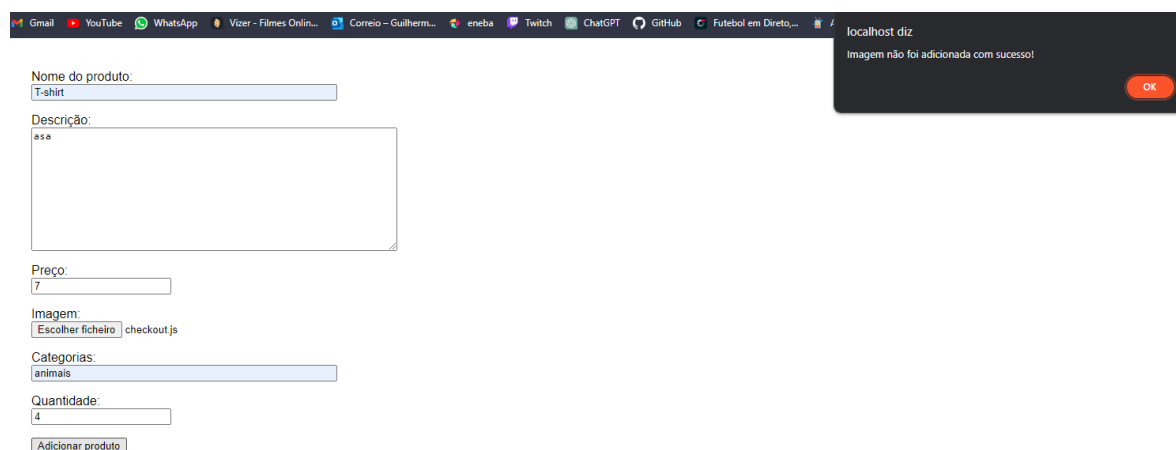 Gmail YouTube WhatsApp Vizer - Filmes Onlin... Correio – Guilherm... eneba Twitch ChatGPT GitHub Futebol em Direto,...
localhost diz
Imagem não foi adicionada com sucesso!
OK
Nome do produto:
T-shirt
Descrição:
asa
Preço:
7
Imagem:
Escolher ficheiro checkout.js
Categorias:
animais
Quantidade:
4
Adicionar produto